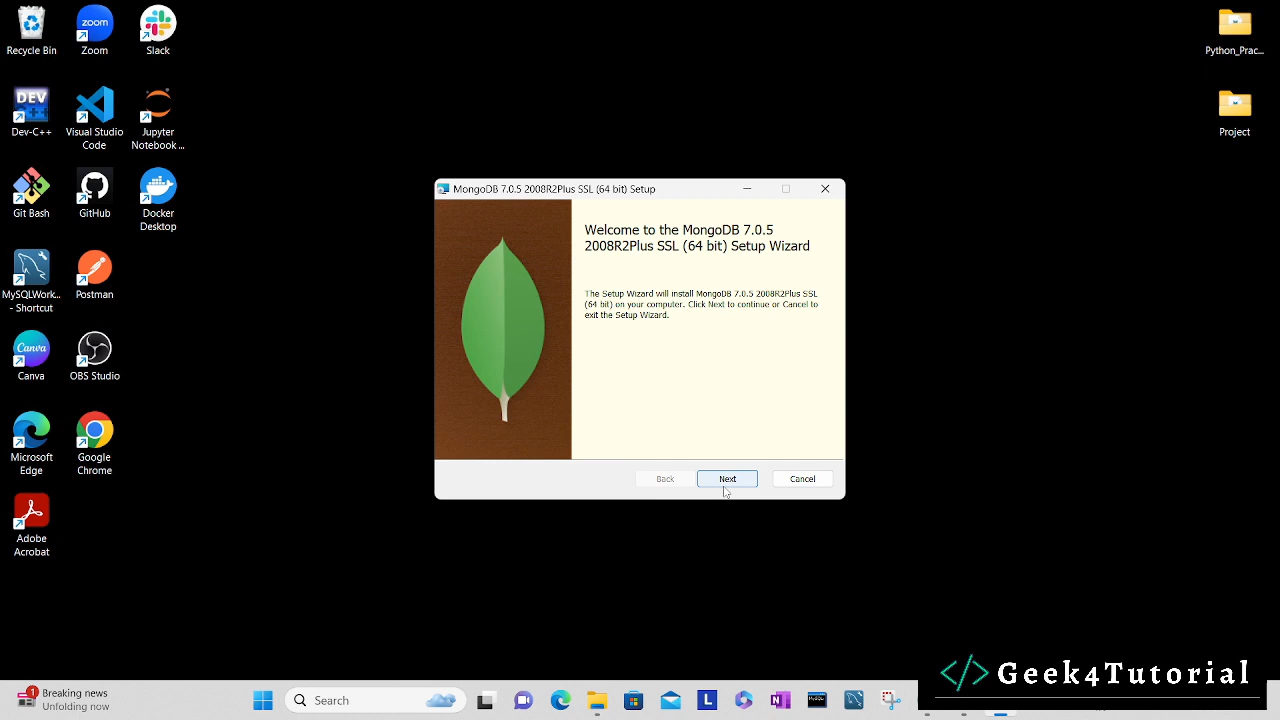 Recycle Bin
Zoom
Slack
Python_Prac...
Dev-C++
Visual Studio
Code
Jupyter
Notebook ...
Project
Git Bash
GitHub
Docker
Desktop
MySQLWork...
- Shortcut
Postman
Canva
OBS Studio
Microsoft
Edge
Google
Chrome
Adobe
Acrobat
zoom
DEV
Canva
MongoDB 7.0.5 2008R2Plus SSL (64 bit) Setup
Welcome to the MongoDB 7.0.5
2008R2Plus SSL (64 bit) Setup Wizard
The Setup Wizard will install MongoDB 7.0.5 2008R2Plus SSL
(64 bit) on your computer. Click Next to continue or Cancel to
exit the Setup Wizard.
Back
Next
Cancel
1
Breaking news
Unfolding now
Search
L
N
</> Geek4Tutorial